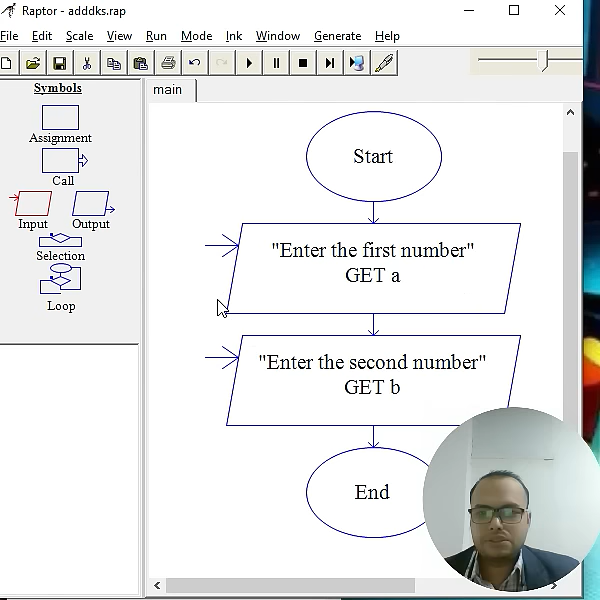 Raptor - adddks.rap
File Edit Scale View Run Mode Ink Window Generate Help
Symbols
Assignment
Call
Input Output
Selection
Loop
main
Start
"Enter the first number"
GET a
"Enter the second number"
GET b
End